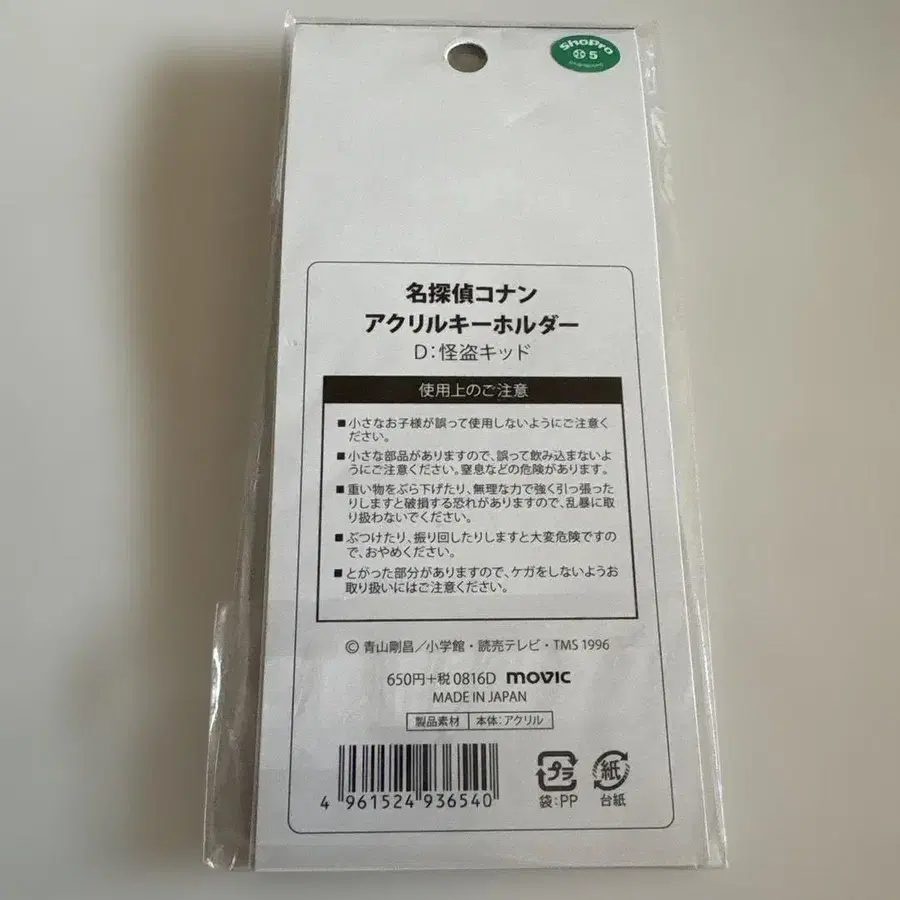 ShoPro
5
名探偵コナン
アクリルキーホルダー
D：怪盗キッド
使用上のご注意
■小さなお子様が誤って使用しないようにご注意く
ださい。
■小さな部品がありますので、誤って飲み込まないよ
うにご注意ください。窒息などの危険があります。
■重い物をぶら下げたり、無理な力で強く引っ張った
りしますと破損する恐れがありますので、乱暴に取
り扱わないでください。
■ぶつけたり、振り回したりしますと大変危険ですの
で、おやめください。
■とがった部分がありますので、ケガをしないようお
取り扱いにはご注意ください。
© 青山剛昌／小学館・読売テレビ・TMS 1996
650円+税 0816D movic
MADE IN JAPAN
製品素材 本体：アクリル
4 961524 936540
プラ 紙
袋：PP 台紙